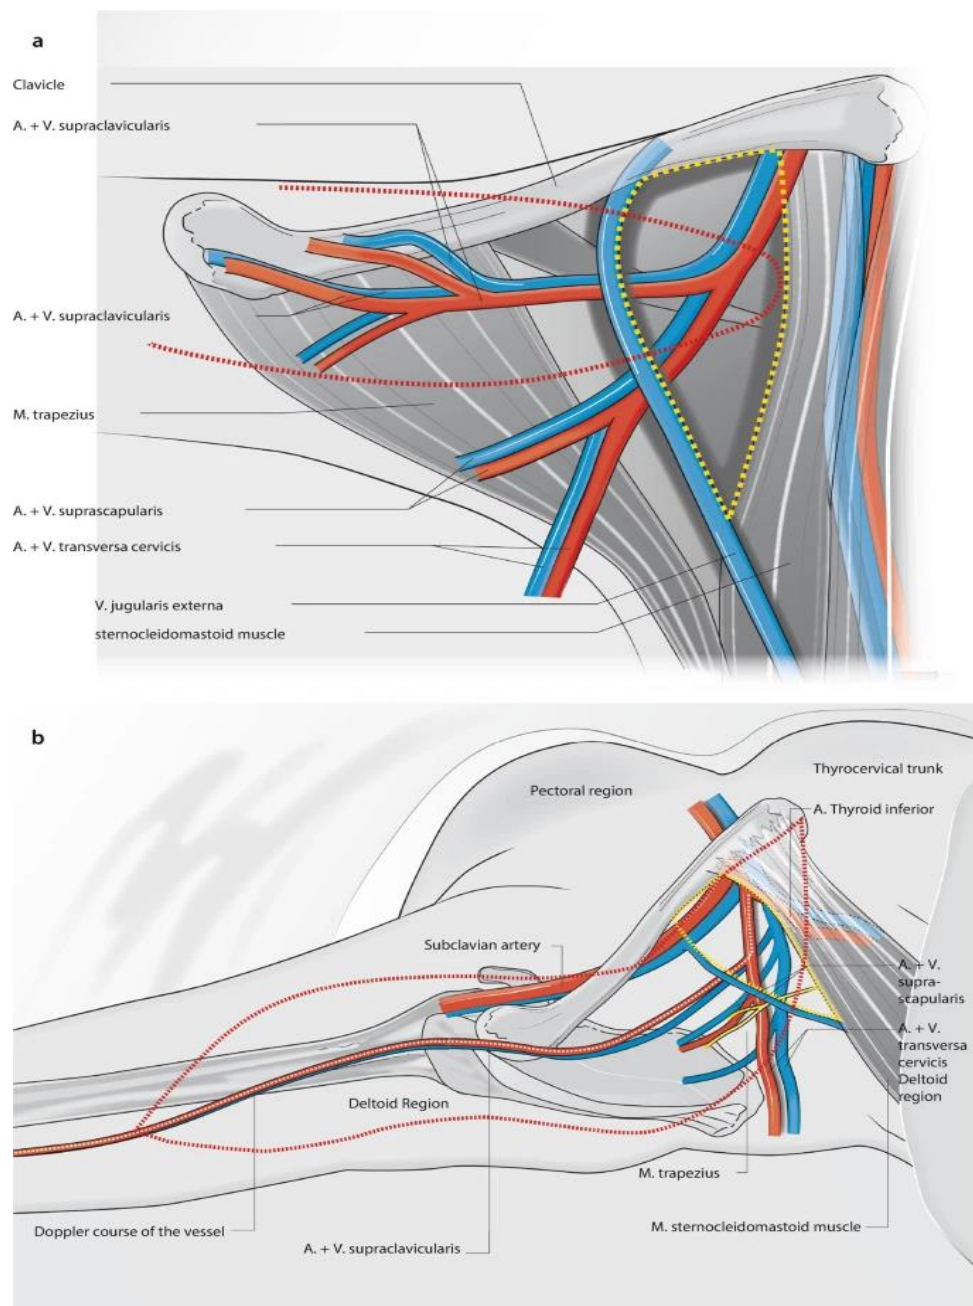 a
Clavicle
A. + V. supraclavicularis
A. + V. supraclavicularis
M. trapezius
A. + V. suprascapularis
A. + V. transversa cervicis
V. jugularis externa
sternocleidomastoid muscle
b
Thyrocervical trunk
Pectoral region
A. Thyroid inferior
Subclavian artery
A. + V.
supra-
scapularis
A. + V.
transversa
cervicis
Deltoid
region
Deltoid Region
M. trapezius
Doppler course of the vessel
M. sternocleidomastoid muscle
A. + V. supraclavicularis